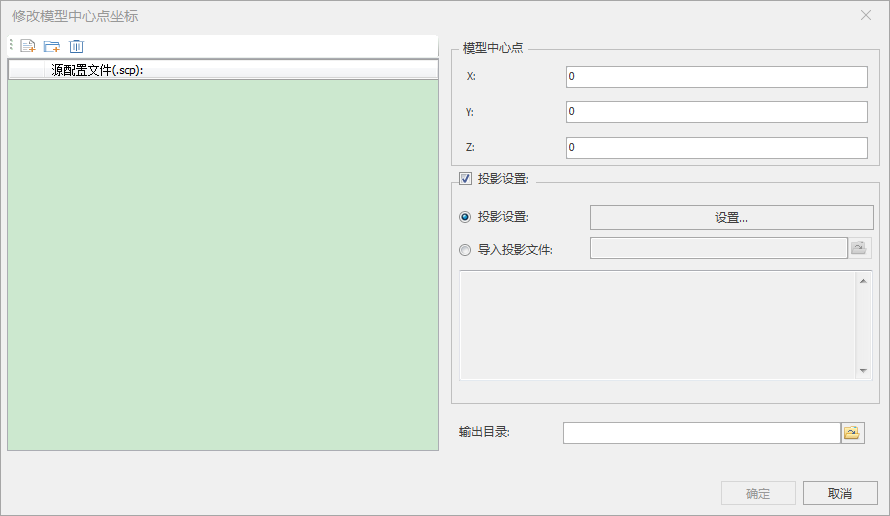 修改模型中心点坐标
源配置文件(.scp):
模型中心点
X:
0
Y:
0
Z:
0
投影设置:
投影设置:
设置...
导入投影文件:
输出目录:
确定
取消